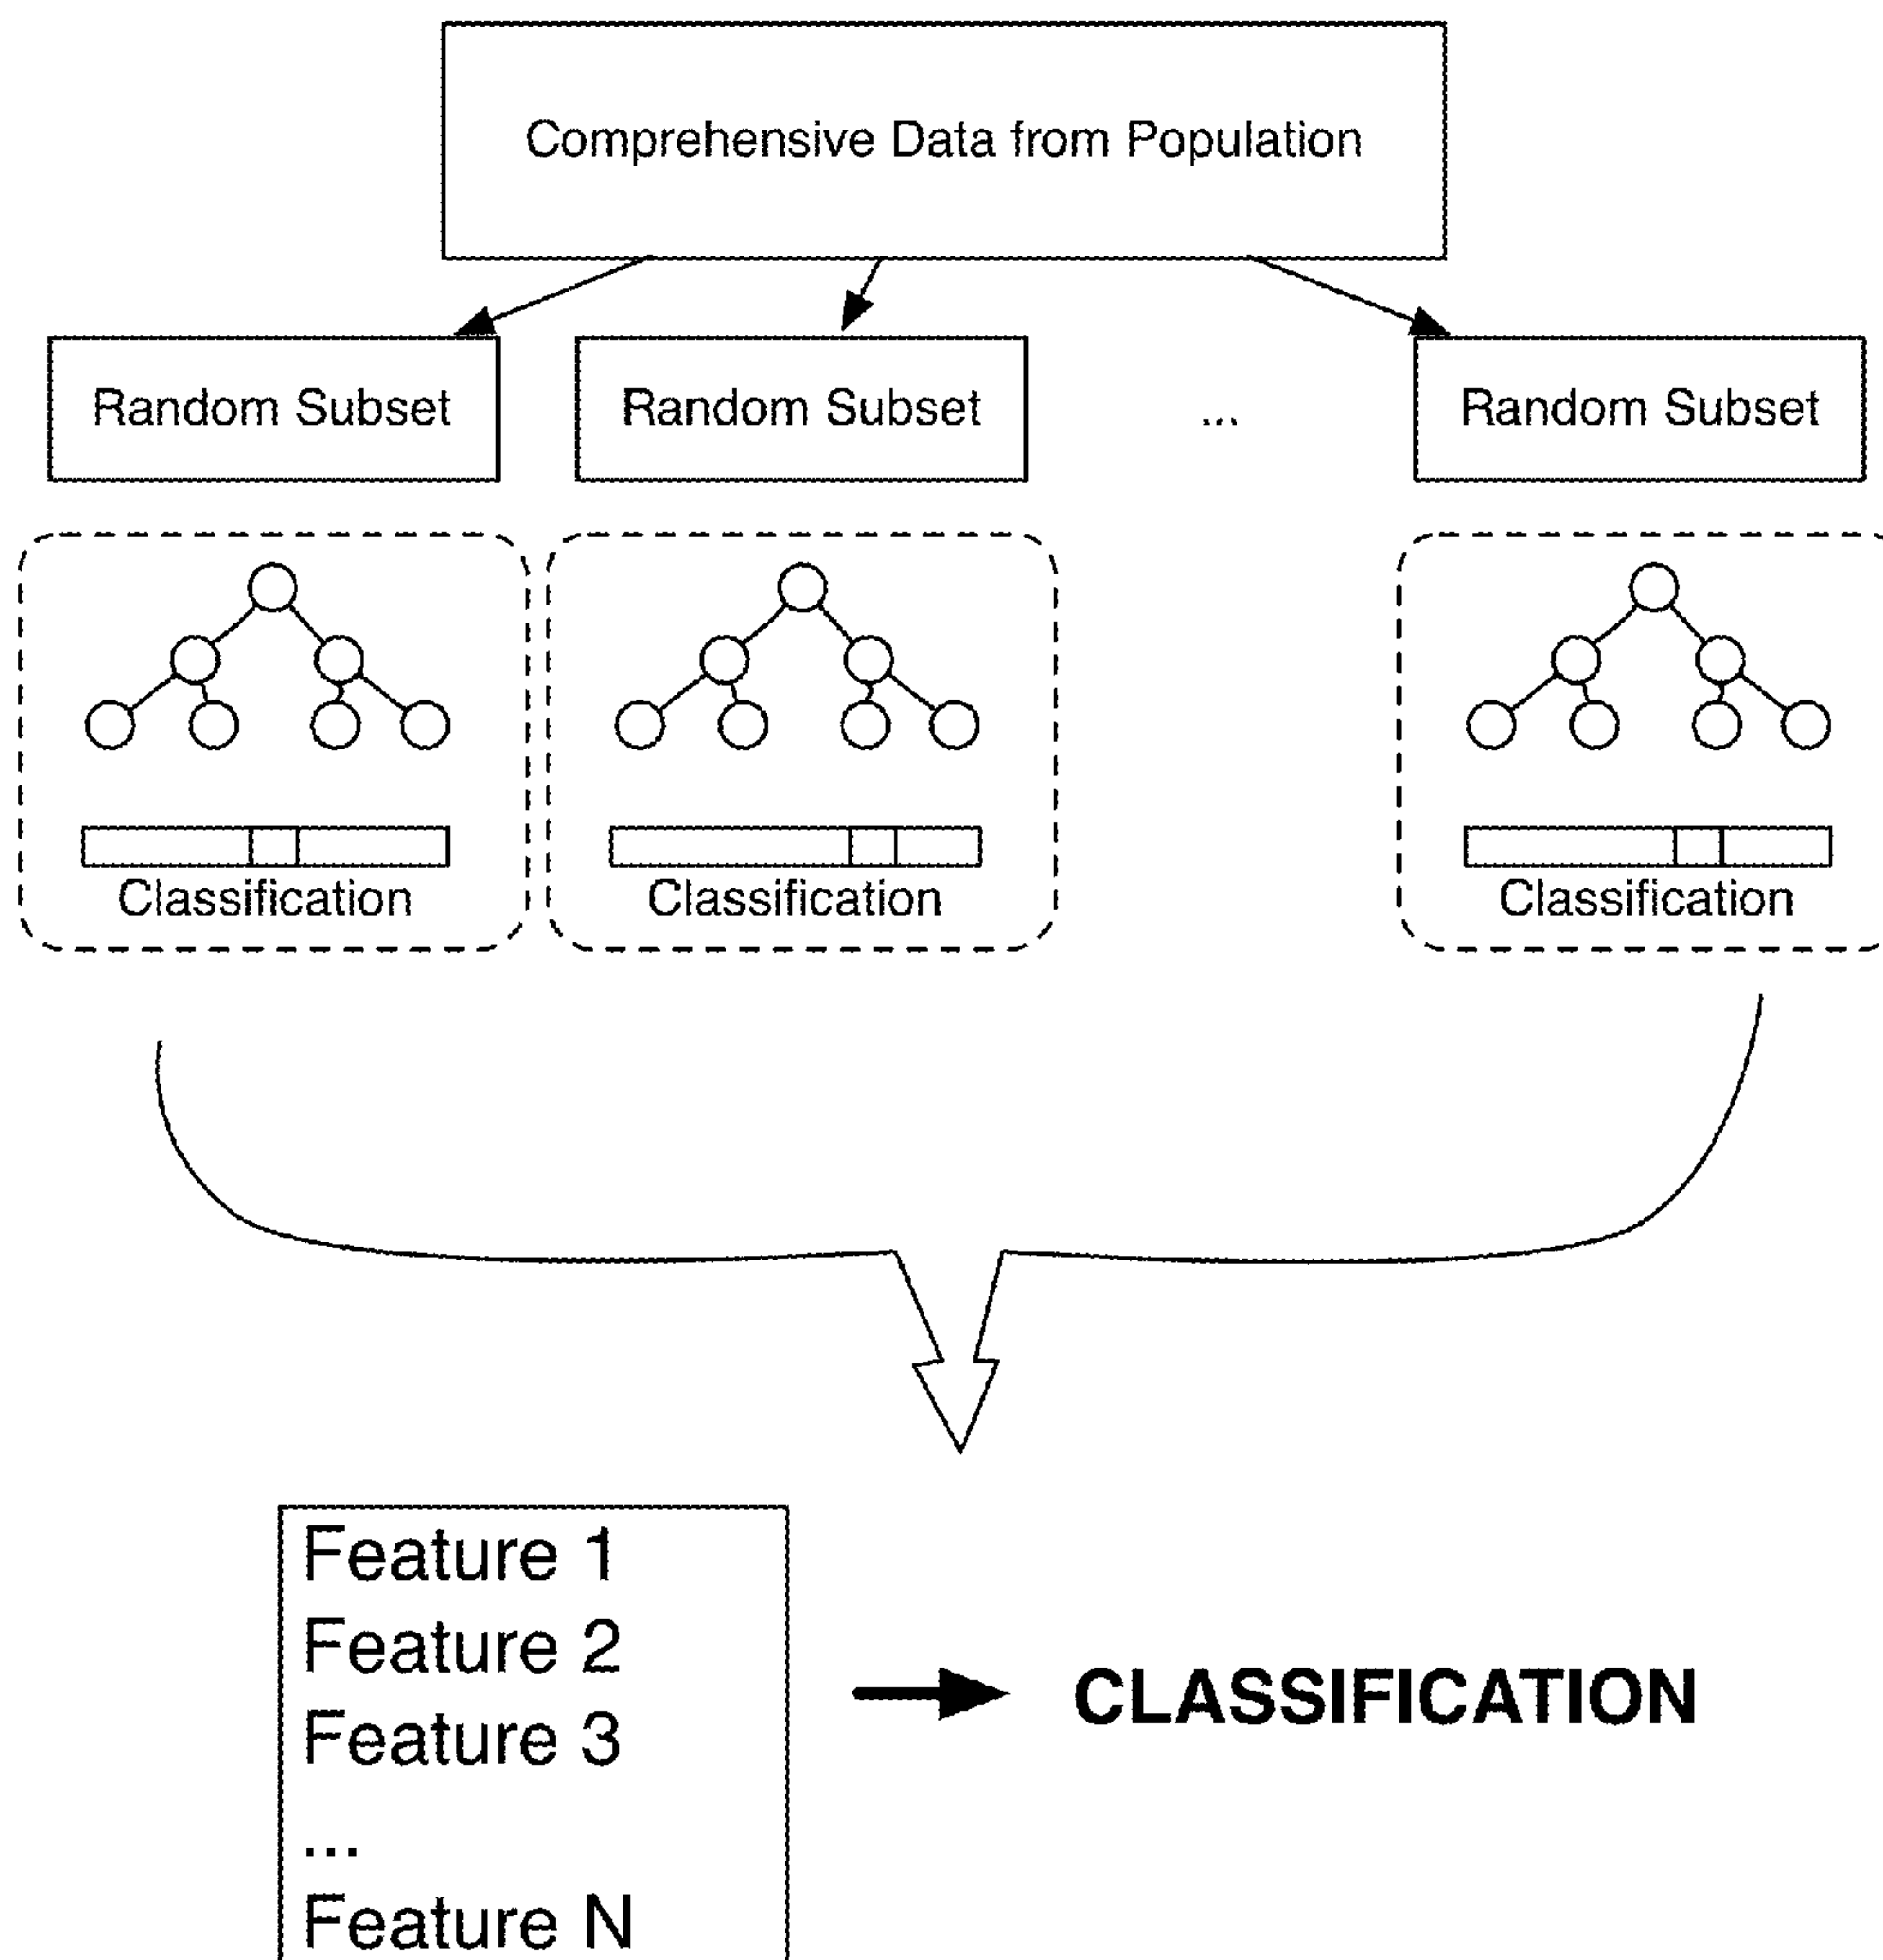 Comprehensive Data from Population
Random Subset
Random Subset
...
Random Subset
Classification
Classification
Classification
Feature 1
Feature 2
Feature 3
...
Feature N
CLASSIFICATION